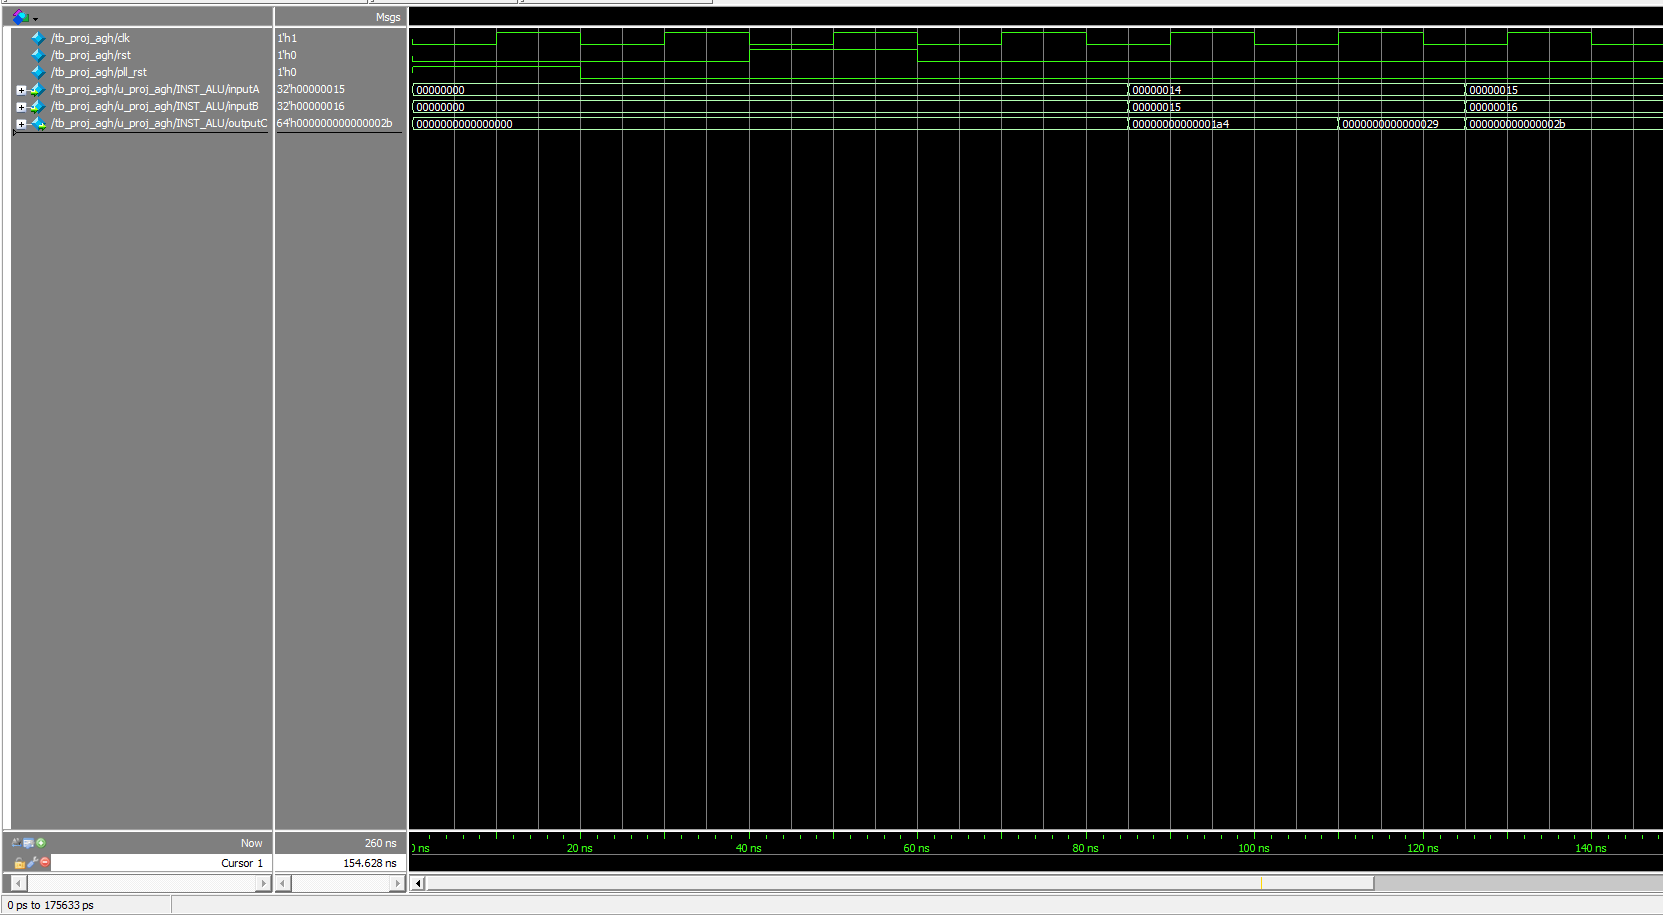 Msgs
/tb_proj_agh/clk 1'h1
/tb_proj_agh/rst 1'h0
/tb_proj_agh/pll_rst 1'h0
/tb_proj_agh/u_proj_agh/INST_ALU/inputA 32'h00000015 00000000 00000014 00000015
/tb_proj_agh/u_proj_agh/INST_ALU/inputB 32'h00000016 00000000 00000015 00000016
/tb_proj_agh/u_proj_agh/INST_ALU/outputC 64'h000000000000002b 0000000000000000 00000000000001a4 0000000000000029 000000000000002b
Now 260 ns 0 ns 20 ns 40 ns 60 ns 80 ns 100 ns 120 ns 140 ns
Cursor 1 154.628 ns
0 ps to 175633 ps